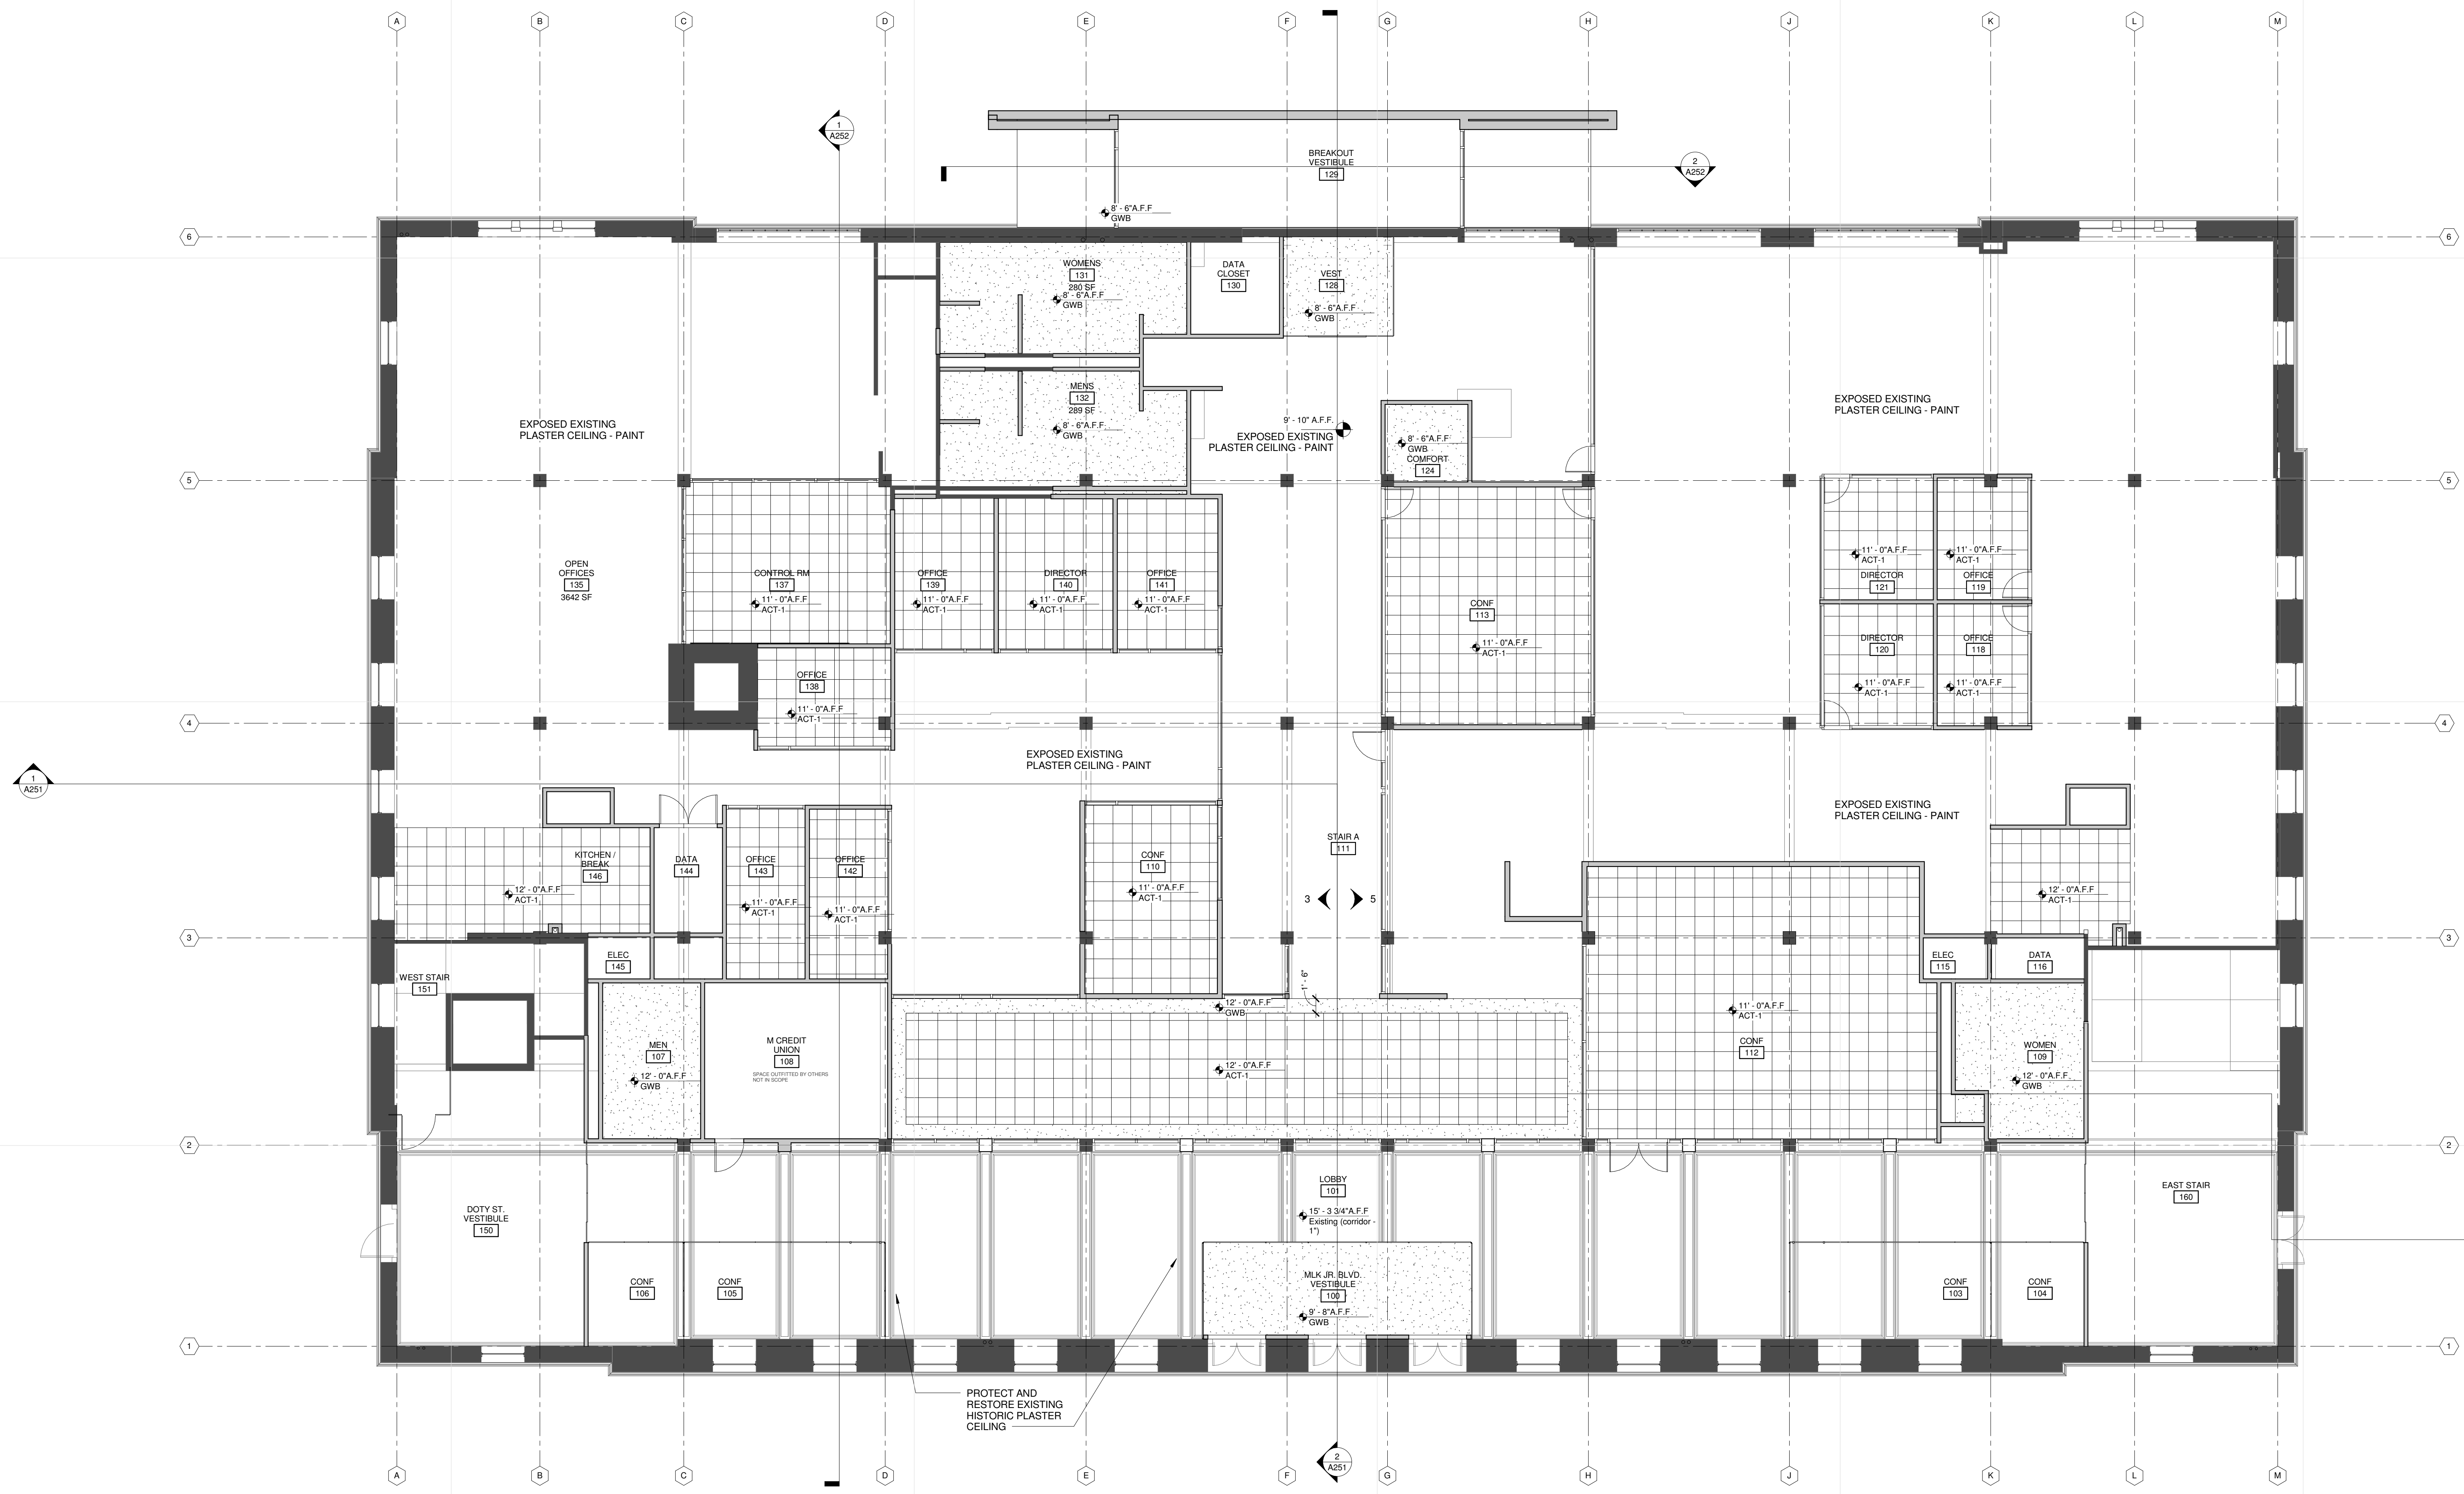 A B C D E F G H J K L M
1
A252
BREAKOUT
VESTIBULE
129
2
A252
8' - 6"A.F.F
GWB
6 6
WOMENS
131
280 SF
8' - 6"A.F.F
GWB
DATA
CLOSET
130
VEST
128
8' - 6"A.F.F
GWB
MENS
132
289 SF
8' - 6"A.F.F
GWB
EXPOSED EXISTING
PLASTER CEILING - PAINT
9' - 10" A.F.F.
EXPOSED EXISTING
PLASTER CEILING - PAINT
8' - 6"A.F.F
GWB
COMFORT
124
EXPOSED EXISTING
PLASTER CEILING - PAINT
5 5
OPEN
OFFICES
135
3642 SF
CONTROL RM
137
11' - 0"A.F.F
ACT-1
OFFICE
139
11' - 0"A.F.F
ACT-1
DIRECTOR
140
11' - 0"A.F.F
ACT-1
OFFICE
141
11' - 0"A.F.F
ACT-1
CONF
113
11' - 0"A.F.F
ACT-1
11' - 0"A.F.F
ACT-1
DIRECTOR
121
11' - 0"A.F.F
ACT-1
OFFICE
119
DIRECTOR
120
11' - 0"A.F.F
ACT-1
OFFICE
118
11' - 0"A.F.F
ACT-1
OFFICE
138
11' - 0"A.F.F
ACT-1
4 4
EXPOSED EXISTING
PLASTER CEILING - PAINT
1
A251
EXPOSED EXISTING
PLASTER CEILING - PAINT
KITCHEN /
BREAK
146
12' - 0"A.F.F
ACT-1
DATA
144
OFFICE
143
11' - 0"A.F.F
ACT-1
OFFICE
142
11' - 0"A.F.F
ACT-1
CONF
110
11' - 0"A.F.F
ACT-1
STAIR A
111
3 5
12' - 0"A.F.F
ACT-1
3 3
ELEC
145
WEST STAIR
151
ELEC
115
DATA
116
1' - 6"
12' - 0"A.F.F
GWB
11' - 0"A.F.F
ACT-1
CONF
112
MEN
107
12' - 0"A.F.F
GWB
M CREDIT
UNION
108
SPACE OUTFITTED BY OTHERS
NOT IN SCOPE
12' - 0"A.F.F
ACT-1
WOMEN
109
12' - 0"A.F.F
GWB
2 2
DOTY ST.
VESTIBULE
150
LOBBY
101
15' - 3 3/4"A.F.F
Existing (corridor -
1")
EAST STAIR
160
CONF
106
CONF
105
MLK JR. BLVD.
VESTIBULE
100
9' - 8"A.F.F
GWB
CONF
103
CONF
104
1 1
PROTECT AND
RESTORE EXISTING
HISTORIC PLASTER
CEILING
2
A251
A B C D E F G H J K L M